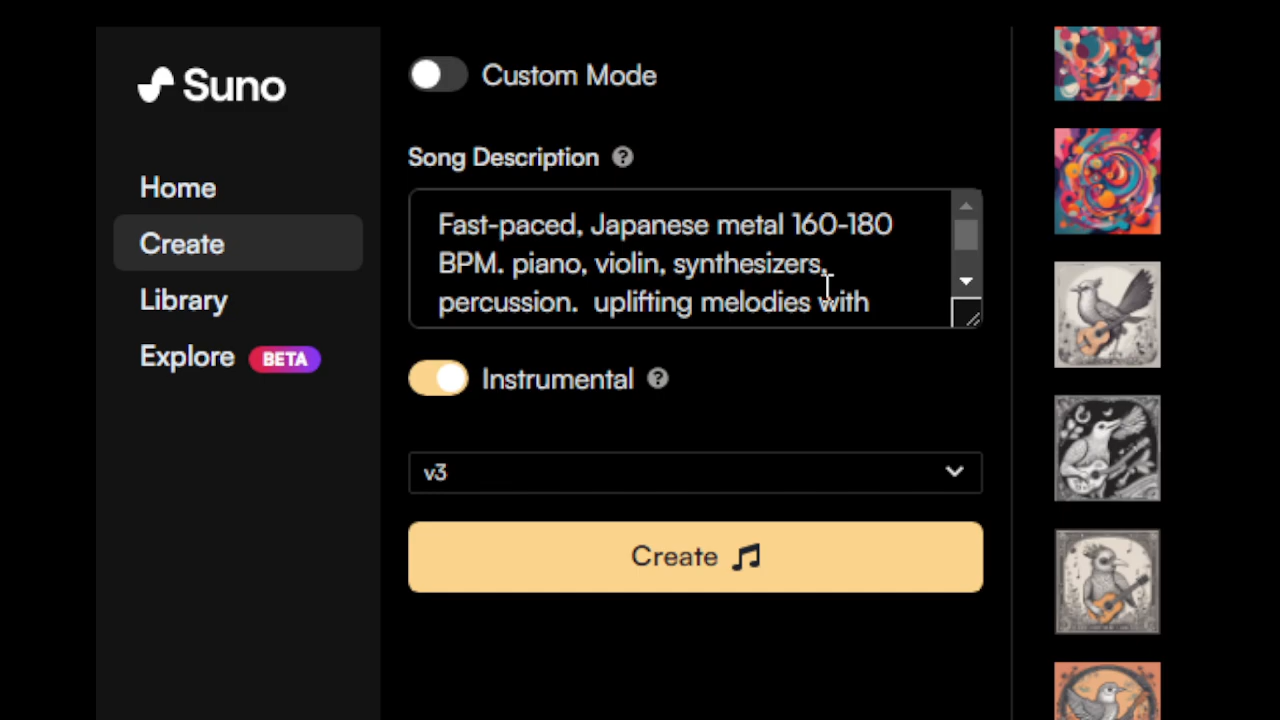 Suno
Home
Create
Library
Explore BETA
Custom Mode
Song Description ?
Fast-paced, Japanese metal 160-180
BPM. piano, violin, synthesizers,
percussion.  uplifting melodies with
Instrumental ?
v3
Create